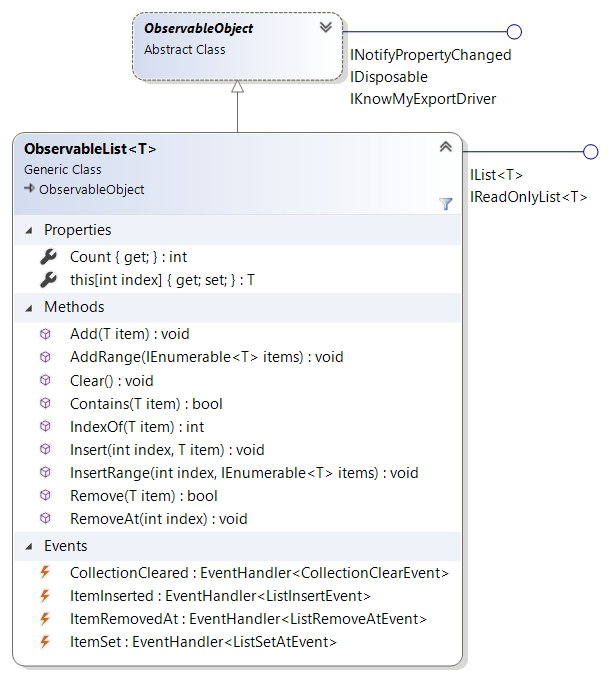 ObservableObject
Abstract Class
INotifyPropertyChanged
IDisposable
IKnowMyExportDriver
ObservableList<T>
Generic Class
ObservableObject
IList<T>
IReadOnlyList<T>
Properties
Count { get; } : int
this[int index] { get; set; } : T
Methods
Add(T item) : void
AddRange(IEnumerable<T> items) : void
Clear() : void
Contains(T item) : bool
IndexOf(T item) : int
Insert(int index, T item) : void
InsertRange(int index, IEnumerable<T> items) : void
Remove(T item) : bool
RemoveAt(int index) : void
Events
CollectionCleared : EventHandler<CollectionClearEvent>
ItemInserted : EventHandler<ListInsertEvent>
ItemRemovedAt : EventHandler<ListRemoveAtEvent>
ItemSet : EventHandler<ListSetAtEvent>